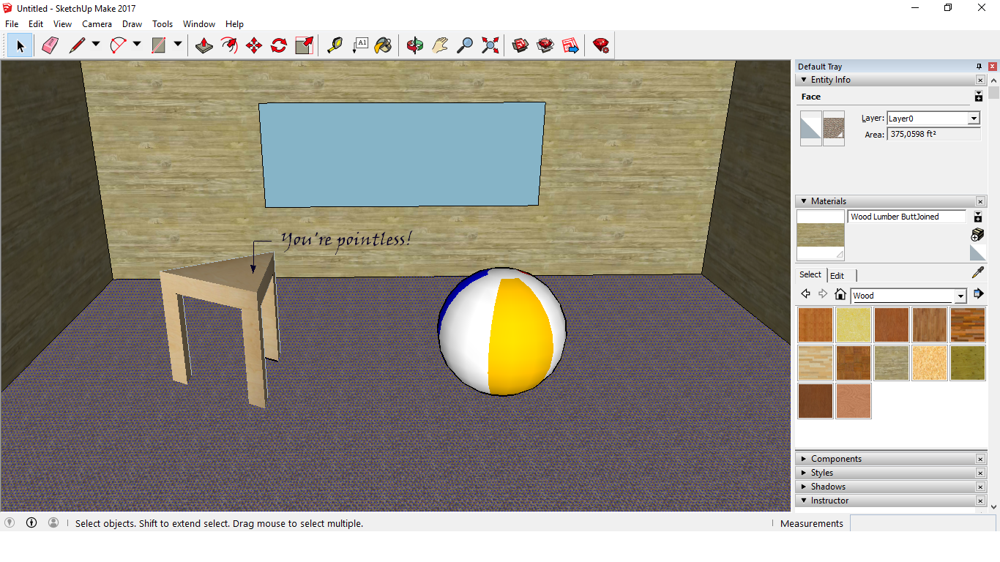 Untitled - SketchUp Make 2017
File Edit View Camera Draw Tools Window Help
A1
Default Tray
Entity Info
Face
Layer: Layer0
Area: 375,0598 ft²
Materials
Wood Lumber ButtJoined
Select Edit
Wood
You're pointless!
Components
Styles
Shadows
Instructor
Select objects. Shift to extend select. Drag mouse to select multiple.
Measurements